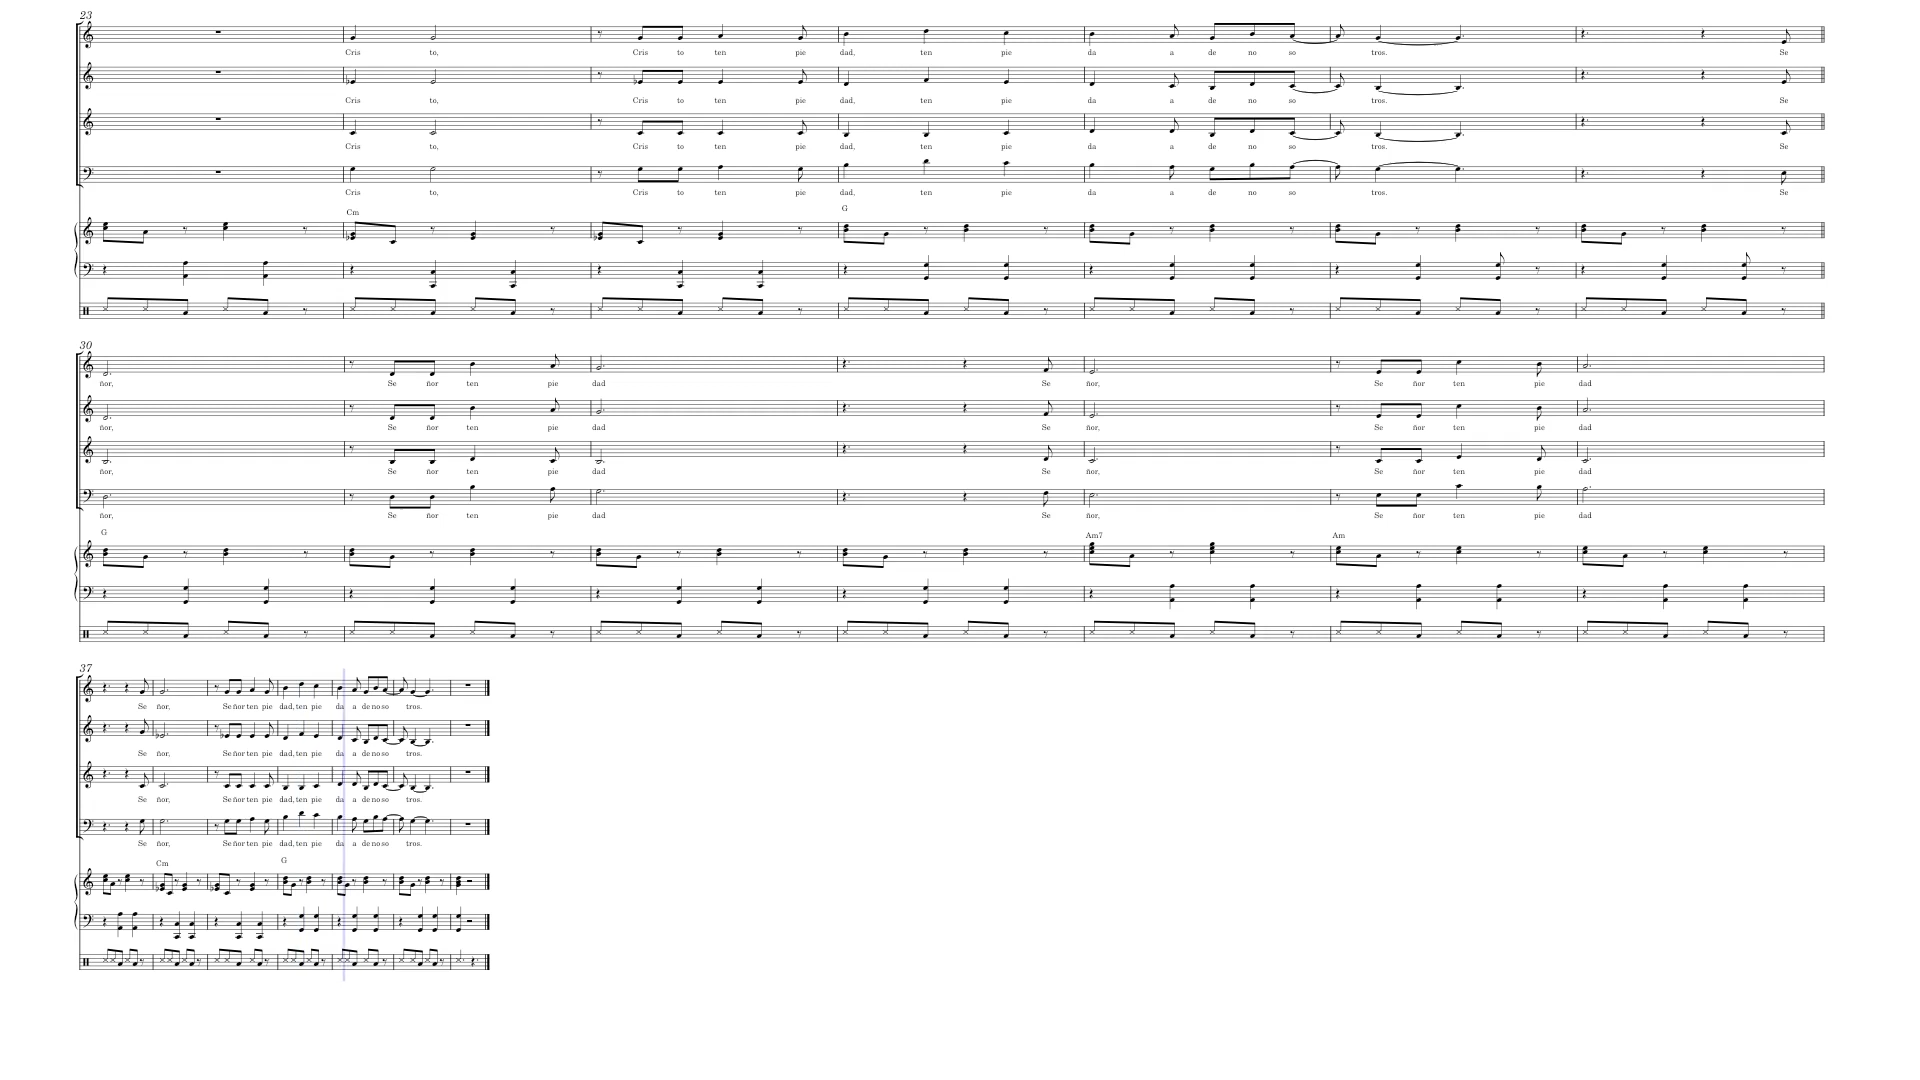 23
Cris to, Cris to ten pie dad, ten pie da a de no so tros. Se
Cris to, Cris to ten pie dad, ten pie da a de no so tros. Se
Cris to, Cris to ten pie dad, ten pie da a de no so tros. Se
Cris to, Cris to ten pie dad, ten pie da a de no so tros. Se
Cm G
30
ñor, Se ñor ten pie dad Se ñor, Se ñor ten pie dad
ñor, Se ñor ten pie dad Se ñor, Se ñor ten pie dad
ñor, Se ñor ten pie dad Se ñor, Se ñor ten pie dad
ñor, Se ñor ten pie dad Se ñor, Se ñor ten pie dad
G Am7 Am
37
Se ñor, Se ñor ten pie dad, ten pie da a de no so tros.
Se ñor, Se ñor ten pie dad, ten pie da a de no so tros.
Se ñor, Se ñor ten pie dad, ten pie da a de no so tros.
Se ñor, Se ñor ten pie dad, ten pie da a de no so tros.
Cm G